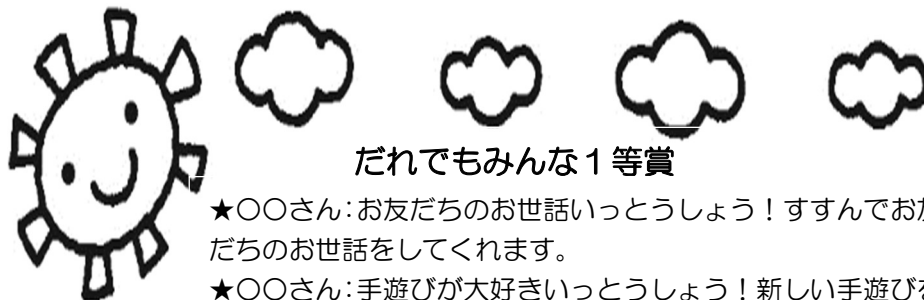 だれでもみんな１等賞
★〇〇さん：お友だちのお世話いっとうしょう！すすんでお友
だちのお世話をしてくれます。
★〇〇さん：手遊びが大好きいっとうしょう！新しい手遊びを